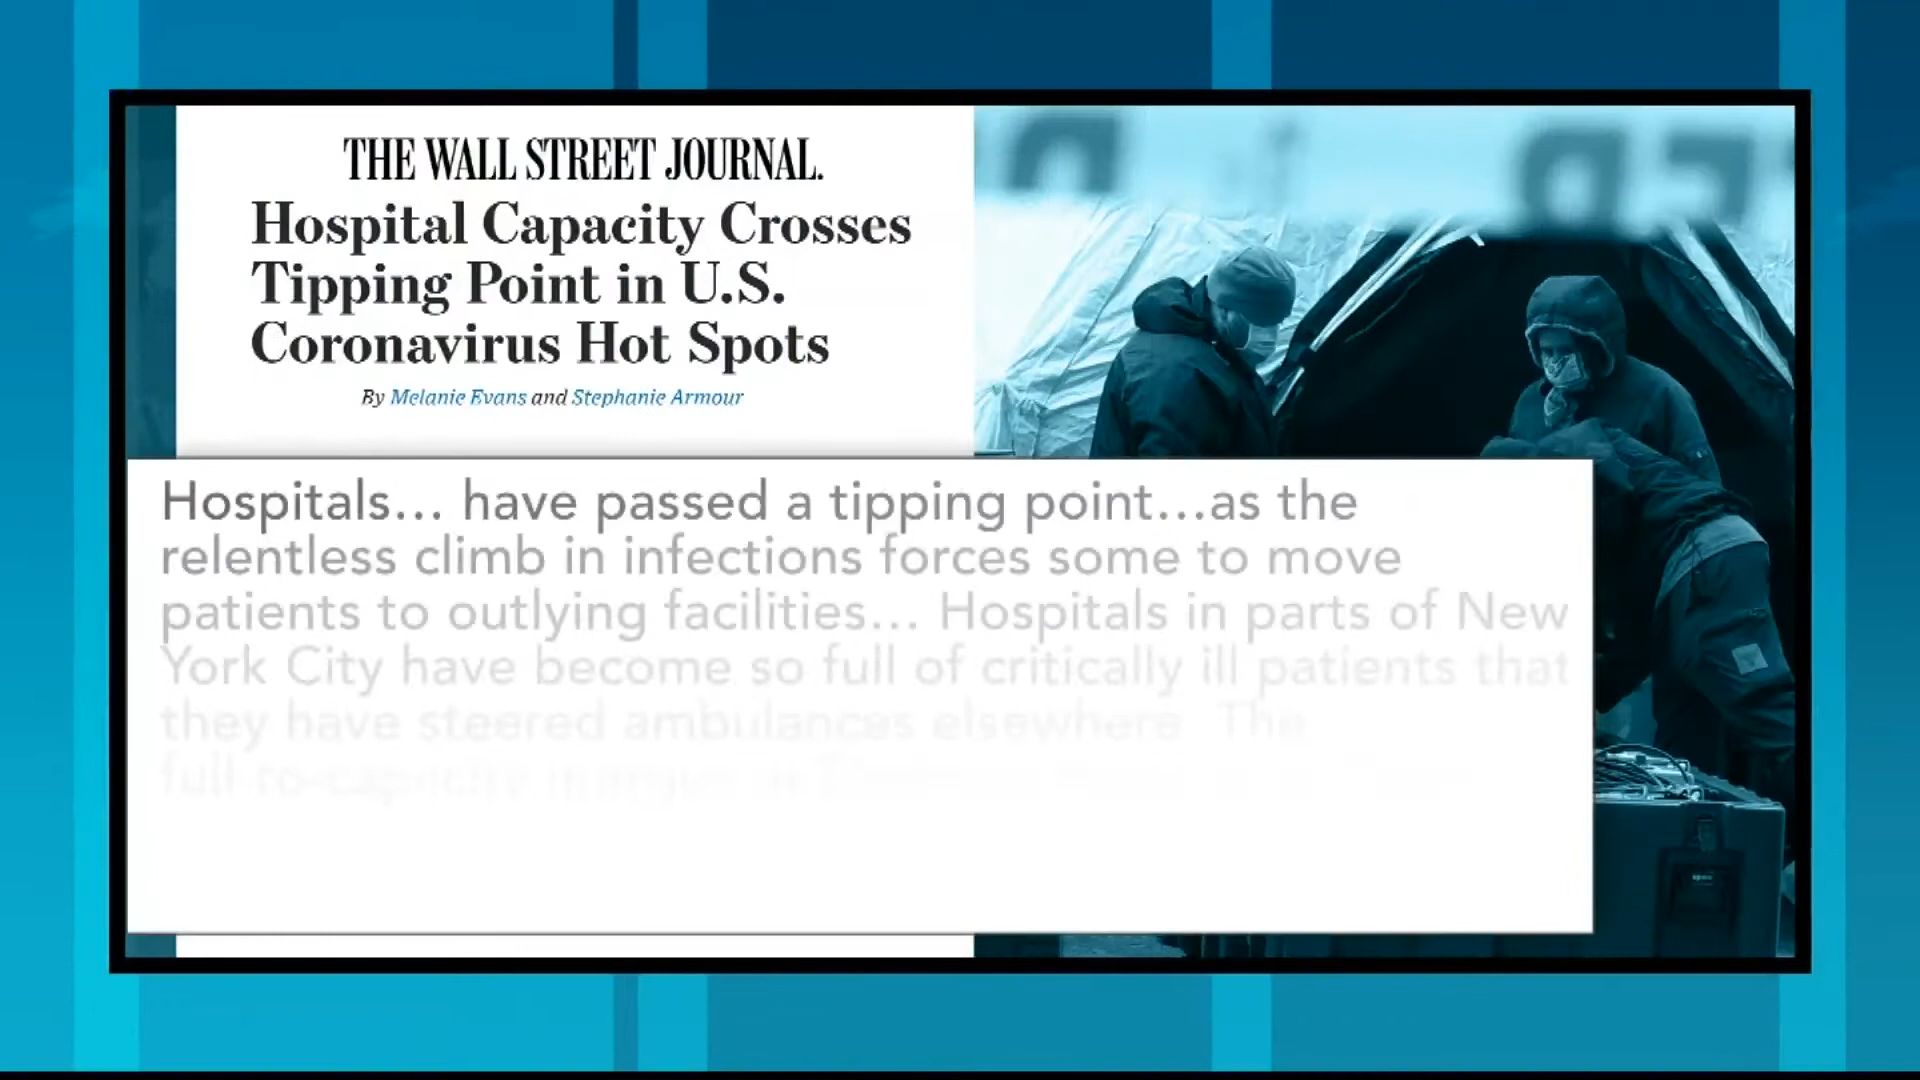 THE WALL STREET JOURNAL.
Hospital Capacity Crosses
Tipping Point in U.S.
Coronavirus Hot Spots
By Melanie Evans and Stephanie Armour
Hospitals... have passed a tipping point...as the
relentless climb in infections forces some to move
patients to outlying facilities... Hospitals in parts of New
York City have become so full of critically ill patients that
they have steered ambulances elsewhere. The
full-to-capacity